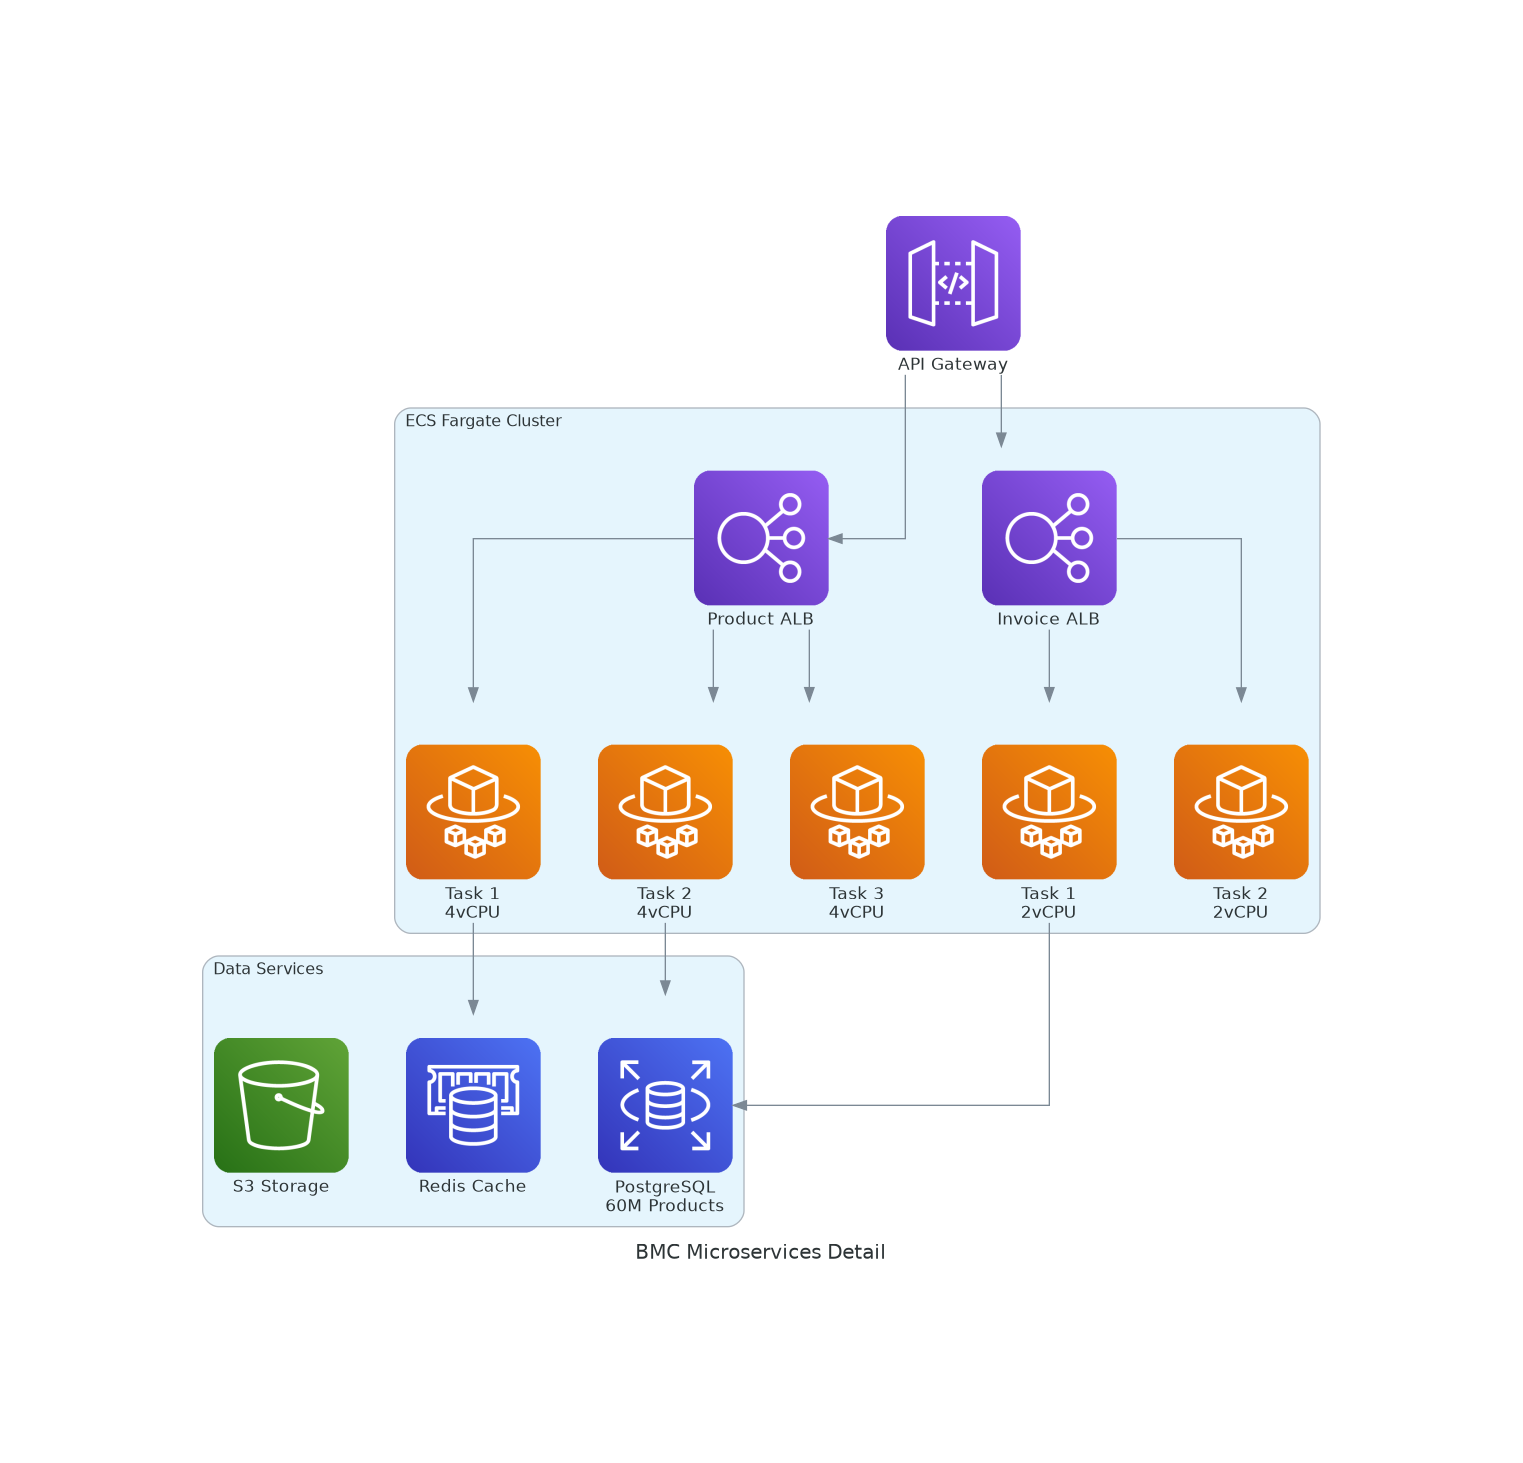 API Gateway
ECS Fargate Cluster
Product ALB
Invoice ALB
Task 1
4vCPU
Task 2
4vCPU
Task 3
4vCPU
Task 1
2vCPU
Task 2
2vCPU
Data Services
S3 Storage
Redis Cache
PostgreSQL
60M Products
BMC Microservices Detail